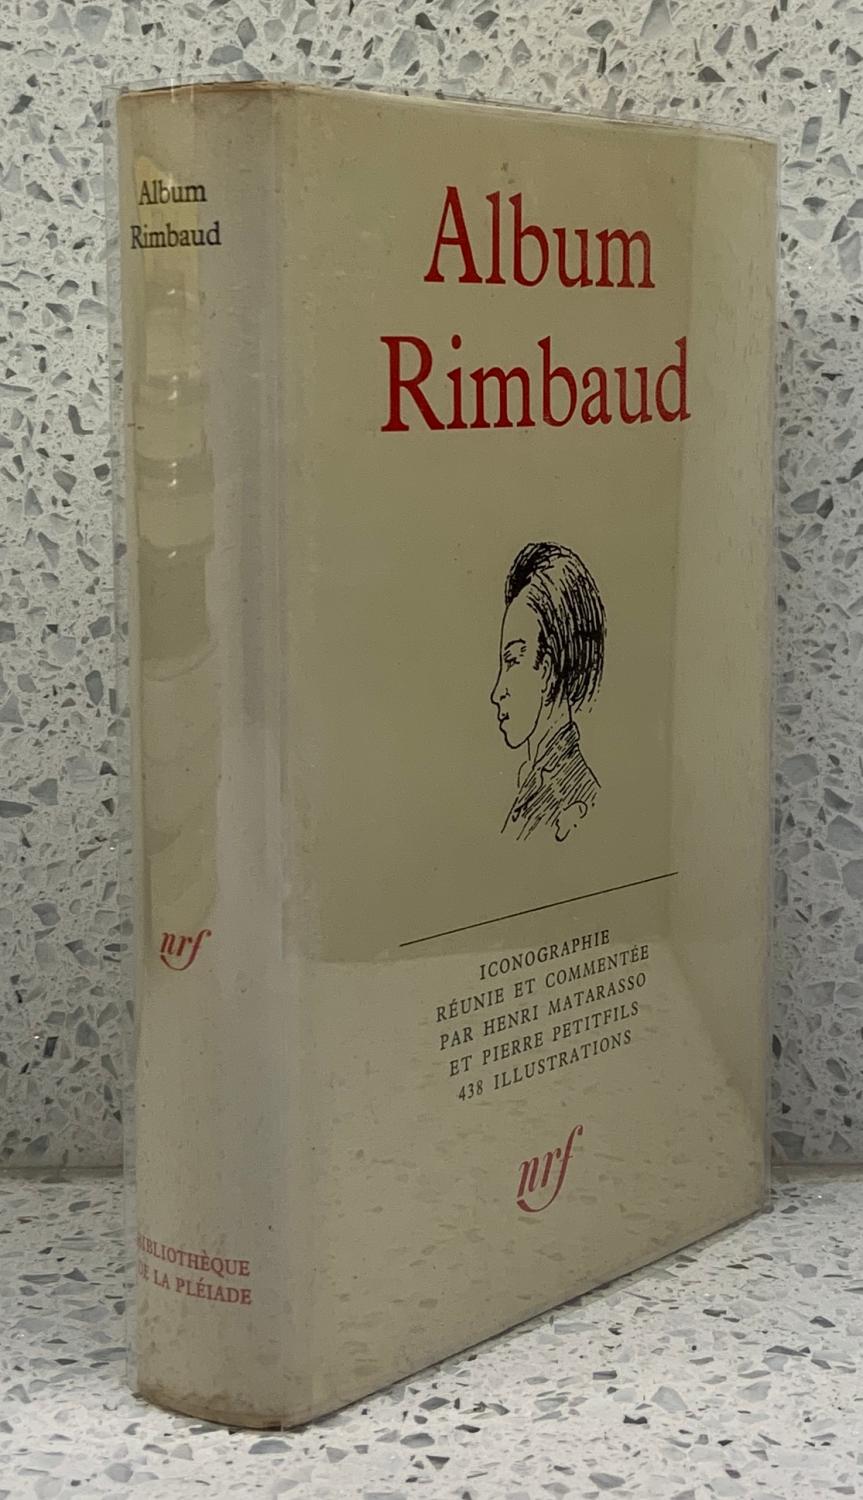 Album
Rimbaud
nrf
BIBLIOTHÈQUE
DE LA PLÉIADE
Album
Rimbaud
ICONOGRAPHIE
RÉUNIE ET COMMENTÉE
PAR HENRI MATARASSO
ET PIERRE PETITFILS
438 ILLUSTRATIONS
nrf